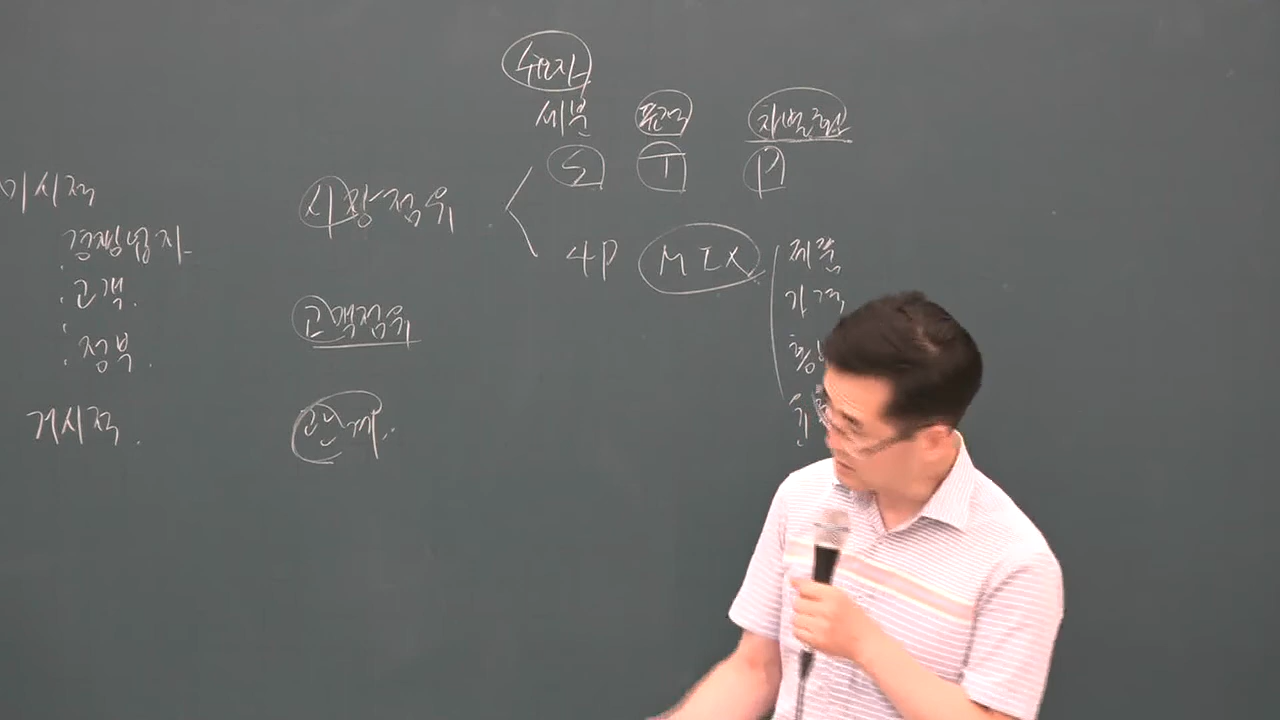 수요자
세분 표적 차별화
S T P
미시적
시장점유
경쟁업자
4P MIX 제품
고객.
가격
고객점유
정부.
거시적.
관계